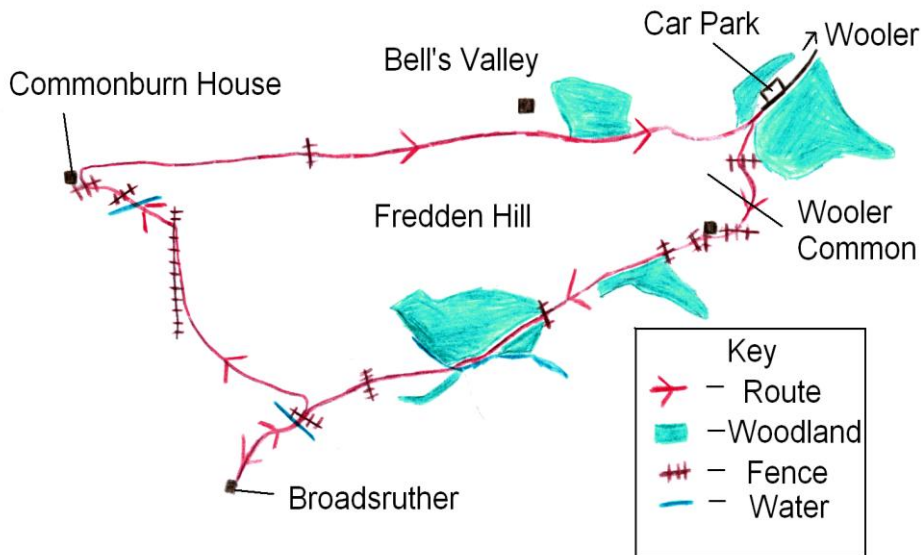 Car Park
Wooler
Bell's Valley
Commonburn House
Fredden Hill
Wooler
Common
Broadsruther
Key
– Route
–Woodland
– Fence
– Water